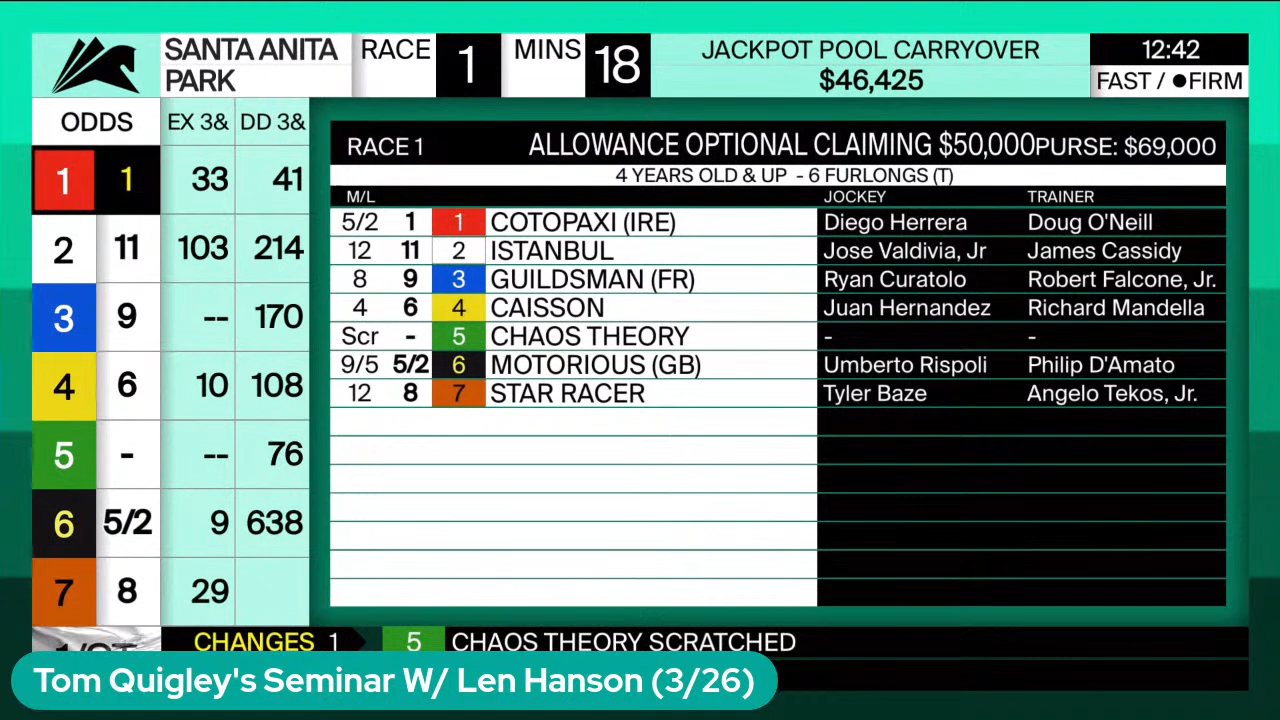 SANTA ANITA PARK
RACE 1
MINS 18
JACKPOT POOL CARRYOVER
$46,425
12:42
FAST / ●FIRM
ODDS EX 3& DD 3&
1 1 33 41
2 11 103 214
3 9 -- 170
4 6 10 108
5 - -- 76
6 5/2 9 638
7 8 29
RACE 1 ALLOWANCE OPTIONAL CLAIMING $50,000 PURSE: $69,000
4 YEARS OLD & UP - 6 FURLONGS (T)
M/L JOCKEY TRAINER
5/2 1 1 COTOPAXI (IRE) Diego Herrera Doug O'Neill
12 11 2 ISTANBUL Jose Valdivia, Jr James Cassidy
8 9 3 GUILDSMAN (FR) Ryan Curatolo Robert Falcone, Jr.
4 6 4 CAISSON Juan Hernandez Richard Mandella
Scr - 5 CHAOS THEORY - -
9/5 5/2 6 MOTORIOUS (GB) Umberto Rispoli Philip D'Amato
12 8 7 STAR RACER Tyler Baze Angelo Tekos, Jr.
CHANGES 1 5 CHAOS THEORY SCRATCHED
Tom Quigley's Seminar W/ Len Hanson (3/26)